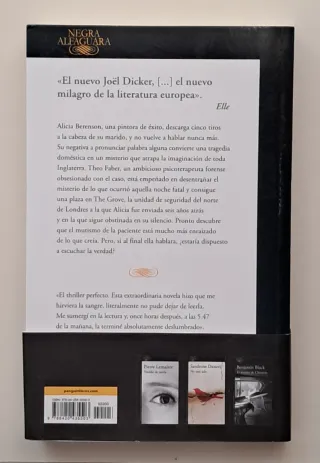 NEGRA
ALFAGUARA
«El nuevo Joël Dicker, [...] el nuevo
milagro de la literatura europea».
Elle
Alicia Berenson, una pintora de éxito, descarga cinco tiros
a la cabeza de su marido, y no vuelve a hablar nunca más.
Su negativa a pronunciar palabra alguna convierte una tragedia
doméstica en un misterio que atrapa la imaginación de toda
Inglaterra. Theo Faber, un ambicioso psicoterapeuta forense
obsesionado con el caso, está empeñado en desentrañar el
misterio de lo que ocurrió aquella noche fatal y consigue
una plaza en The Grove, la unidad de seguridad del norte
de Londres a la que Alicia fue enviada seis años atrás
y en la que sigue obstinada en su silencio. Pronto descubre
que el mutismo de la paciente está mucho más enraizado
de lo que creía. Pero, si al final ella hablara, ¿estaría dispuesto
a escuchar la verdad?
«El thriller perfecto. Esta extraordinaria novela hizo que me
hirviera la sangre, literalmente no pude dejar de leerla.
Me sumergí en la lectura y, once horas después, a las 5.47
de la mañana, la terminé absolutamente deslumbrado».
Pierre Lemaitre
Benjamin Black